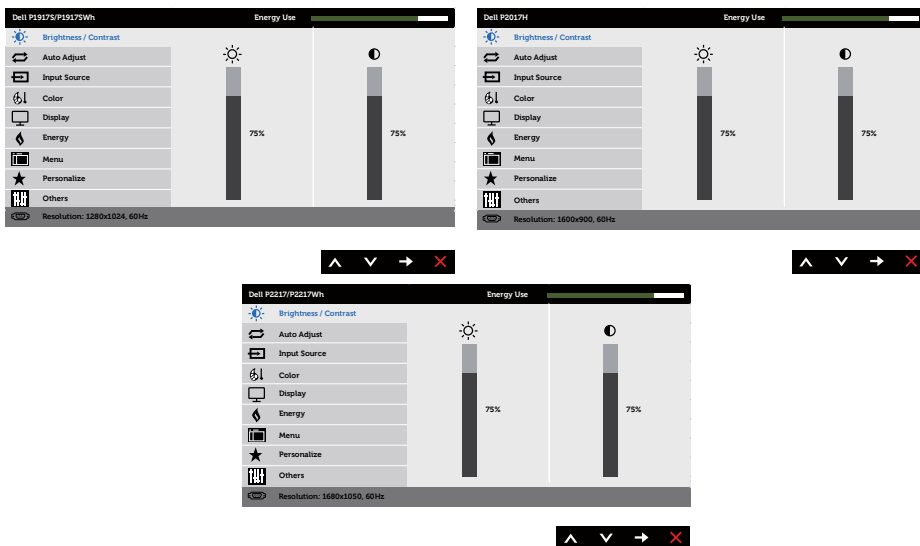 Dell P1917S/P1917SWh Energy Use
Brightness / Contrast
Auto Adjust
Input Source
Color
Display
Energy
75% 75%
Menu
Personalize
Others
Resolution: 1280x1024, 60Hz
Dell P2017H Energy Use
Brightness / Contrast
Auto Adjust
Input Source
Color
Display
Energy
75% 75%
Menu
Personalize
Others
Resolution: 1600x900, 60Hz
Dell P2217/P2217Wh Energy Use
Brightness / Contrast
Auto Adjust
Input Source
Color
Display
Energy
75% 75%
Menu
Personalize
Others
Resolution: 1680x1050, 60Hz